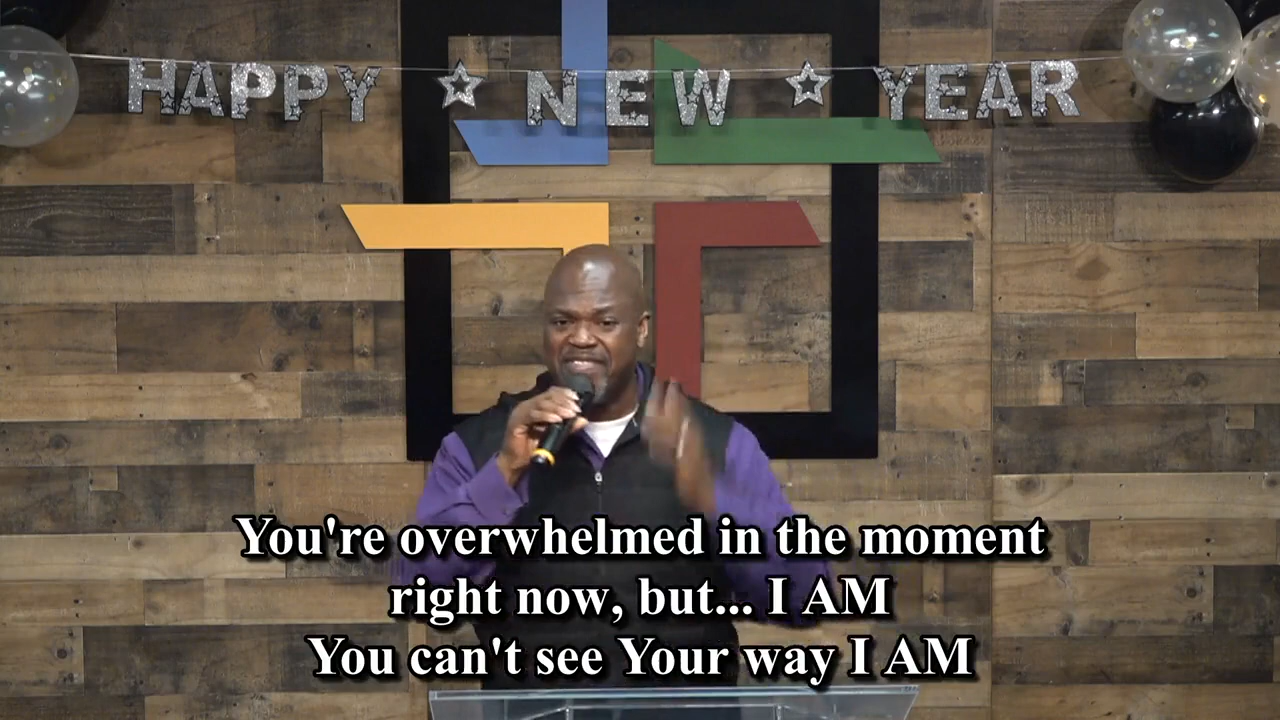 HAPPY NEW YEAR
You're overwhelmed in the moment
right now, but... I AM
You can't see Your way I AM